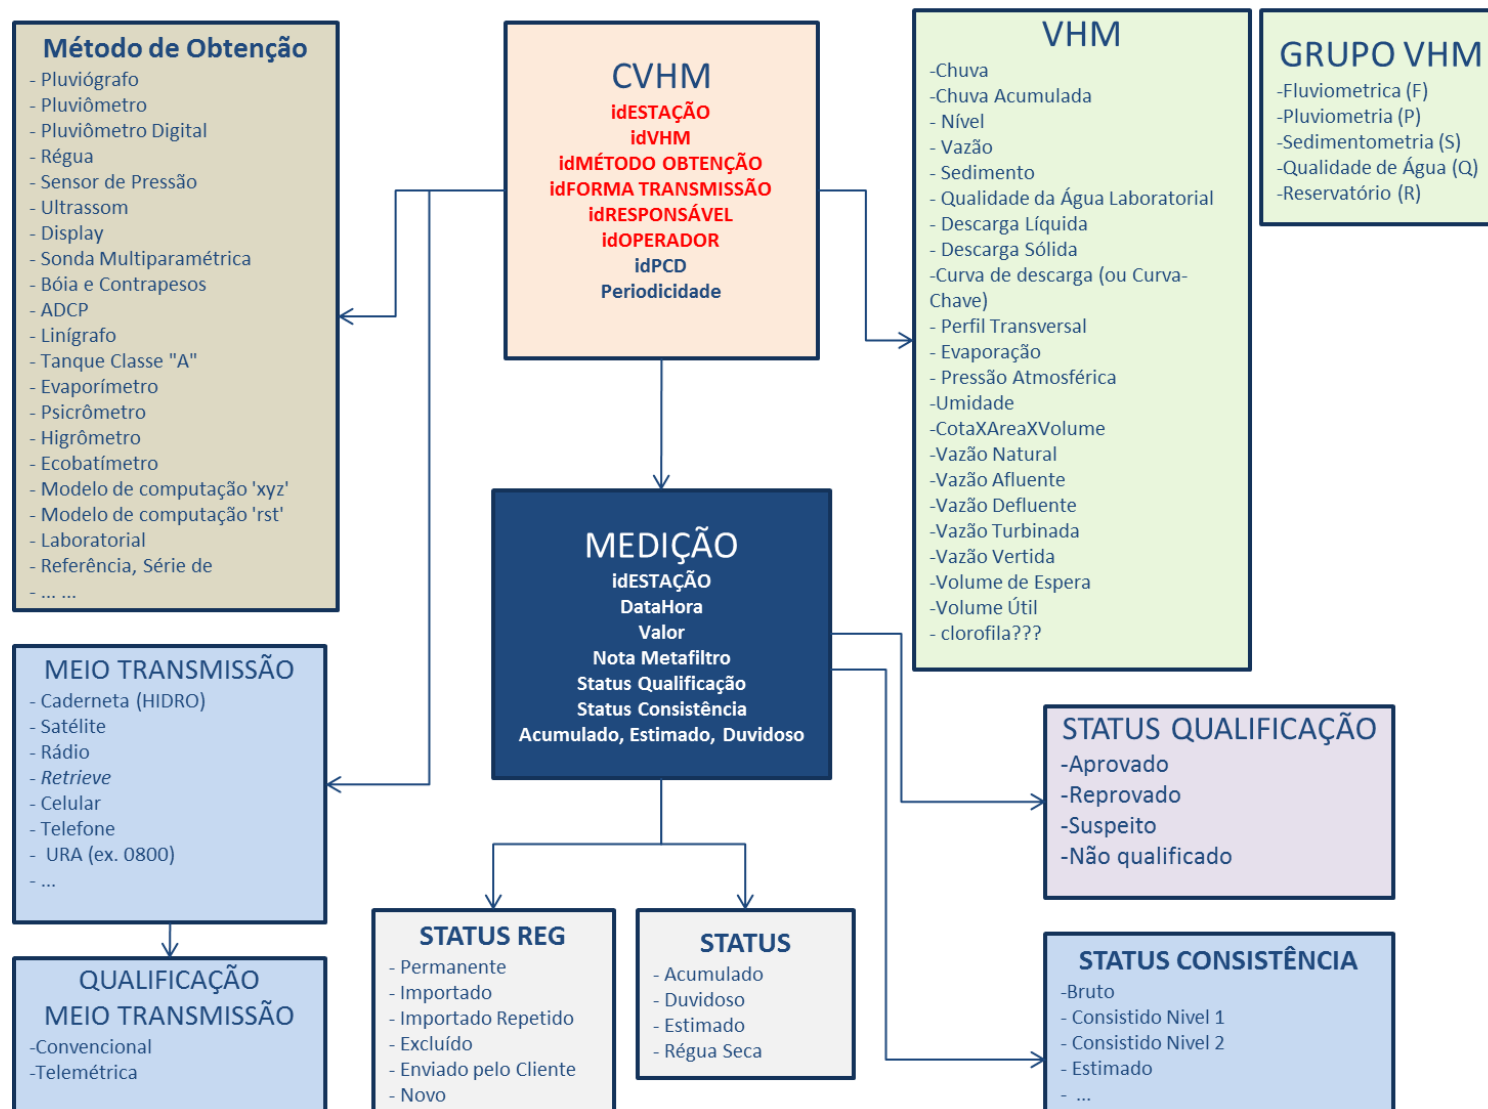 Método de Obtenção
- Pluviógrafo
- Pluviômetro
- Pluviômetro Digital
- Régua
- Sensor de Pressão
- Ultrassom
- Display
- Sonda Multiparamétrica
- Bóia e Contrapesos
- ADCP
- Linígrafo
- Tanque Classe "A"
- Evaporímetro
- Psicrômetro
- Higrômetro
- Ecobatímetro
- Modelo de computação 'xyz'
- Modelo de computação 'rst'
- Laboratorial
- Referência, Série de
- ... ...
CVHM
idESTAÇÃO
idVHM
idMÉTODO OBTENÇÃO
idFORMA TRANSMISSÃO
idRESPONSÁVEL
idOPERADOR
idPCD
Periodicidade
VHM
-Chuva
-Chuva Acumulada
- Nível
- Vazão
- Sedimento
- Qualidade da Água Laboratorial
- Descarga Líquida
- Descarga Sólida
-Curva de descarga (ou Curva-
Chave)
- Perfil Transversal
- Evaporação
- Pressão Atmosférica
-Umidade
-CotaXAreaXVolume
-Vazão Natural
-Vazão Afluente
-Vazão Defluente
-Vazão Turbinada
-Vazão Vertida
-Volume de Espera
-Volume Útil
- clorofila???
GRUPO VHM
-Fluviometrica (F)
-Pluviometria (P)
-Sedimentometria (S)
-Qualidade de Água (Q)
-Reservatório (R)
MEDIÇÃO
idESTAÇÃO
DataHora
Valor
Nota Metafiltro
Status Qualificação
Status Consistência
Acumulado, Estimado, Duvidoso
MEIO TRANSMISSÃO
- Caderneta (HIDRO)
- Satélite
- Rádio
- Retrieve
- Celular
- Telefone
- URA (ex. 0800)
- ...
QUALIFICAÇÃO
MEIO TRANSMISSÃO
-Convencional
-Telemétrica
STATUS REG
- Permanente
- Importado
- Importado Repetido
- Excluído
- Enviado pelo Cliente
- Novo
STATUS
- Acumulado
- Duvidoso
- Estimado
- Régua Seca
STATUS QUALIFICAÇÃO
-Aprovado
-Reprovado
-Suspeito
-Não qualificado
STATUS CONSISTÊNCIA
-Bruto
- Consistido Nivel 1
- Consistido Nivel 2
- Estimado
- ...